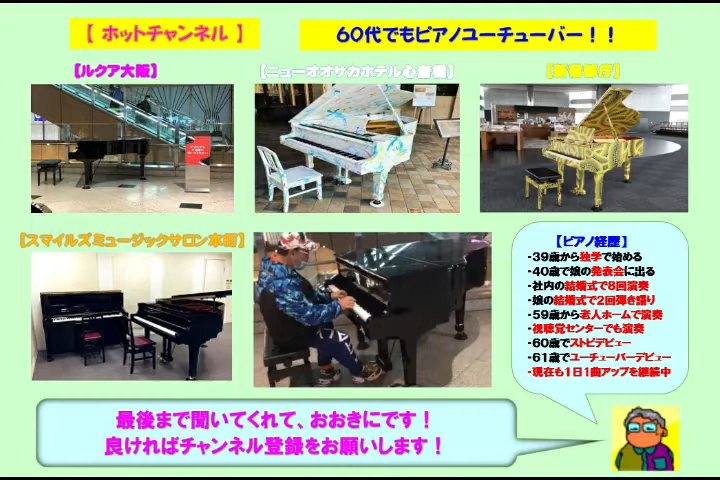 【 ホットチャンネル 】
60代でもピアノユーチューバー！！
【ルクア大阪】
【ニューオオサカホテル心斎橋】
【新宿都庁】
【スマイルズミュージックサロン本町】
【ピアノ経歴】
・39歳から独学で始める
・40歳で娘の発表会に出る
・社内の結婚式で8回演奏
・娘の結婚式で2回弾き語り
・59歳から老人ホームで演奏
・視聴覚センターでも演奏
・60歳でストピデビュー
・61歳でユーチューバーデビュー
・現在も1日1曲アップを継続中
最後まで聞いてくれて、おおきにです！
良ければチャンネル登録をお願いします！